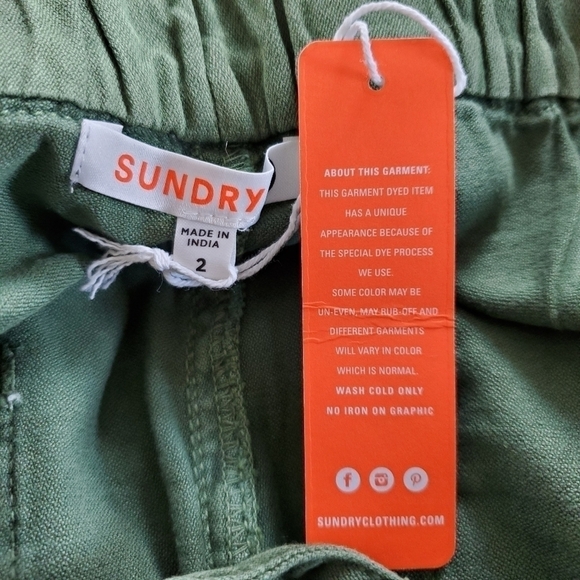 SUNDRY
MADE IN
INDIA
2
ABOUT THIS GARMENT:
THIS GARMENT DYED ITEM
HAS A UNIQUE
APPEARANCE BECAUSE OF
THE SPECIAL DYE PROCESS
WE USE.
SOME COLOR MAY BE
UN-EVEN, MAY RUB-OFF AND
DIFFERENT GARMENTS
WILL VARY IN COLOR
WHICH IS NORMAL.
WASH COLD ONLY
NO IRON ON GRAPHIC
SUNDRYCLOTHING.COM